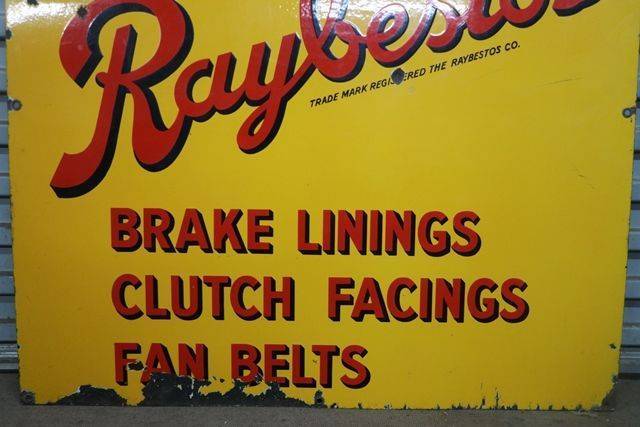 Raybestos
TRADE MARK REGISTERED THE RAYBESTOS CO.
BRAKE LININGS
CLUTCH FACINGS
FAN BELTS